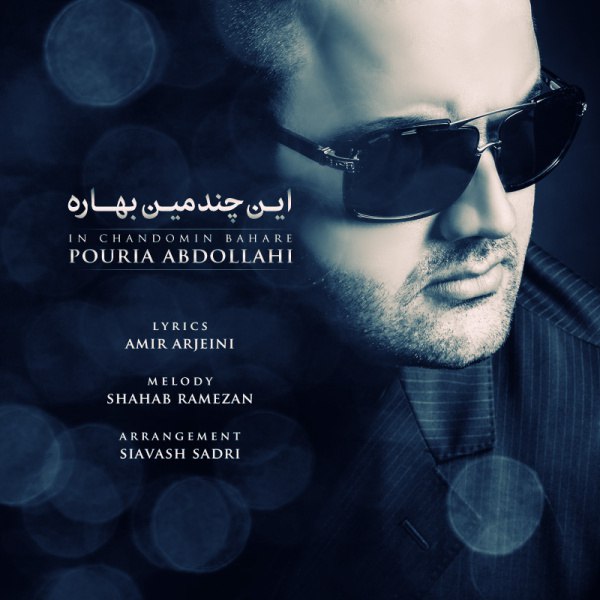 این چندمین بهاره
IN CHANDOMIN BAHARE
POURIA ABDOLLAHI
LYRICS
AMIR ARJEINI
MELODY
SHAHAB RAMEZAN
ARRANGEMENT
SIAVASH SADRI